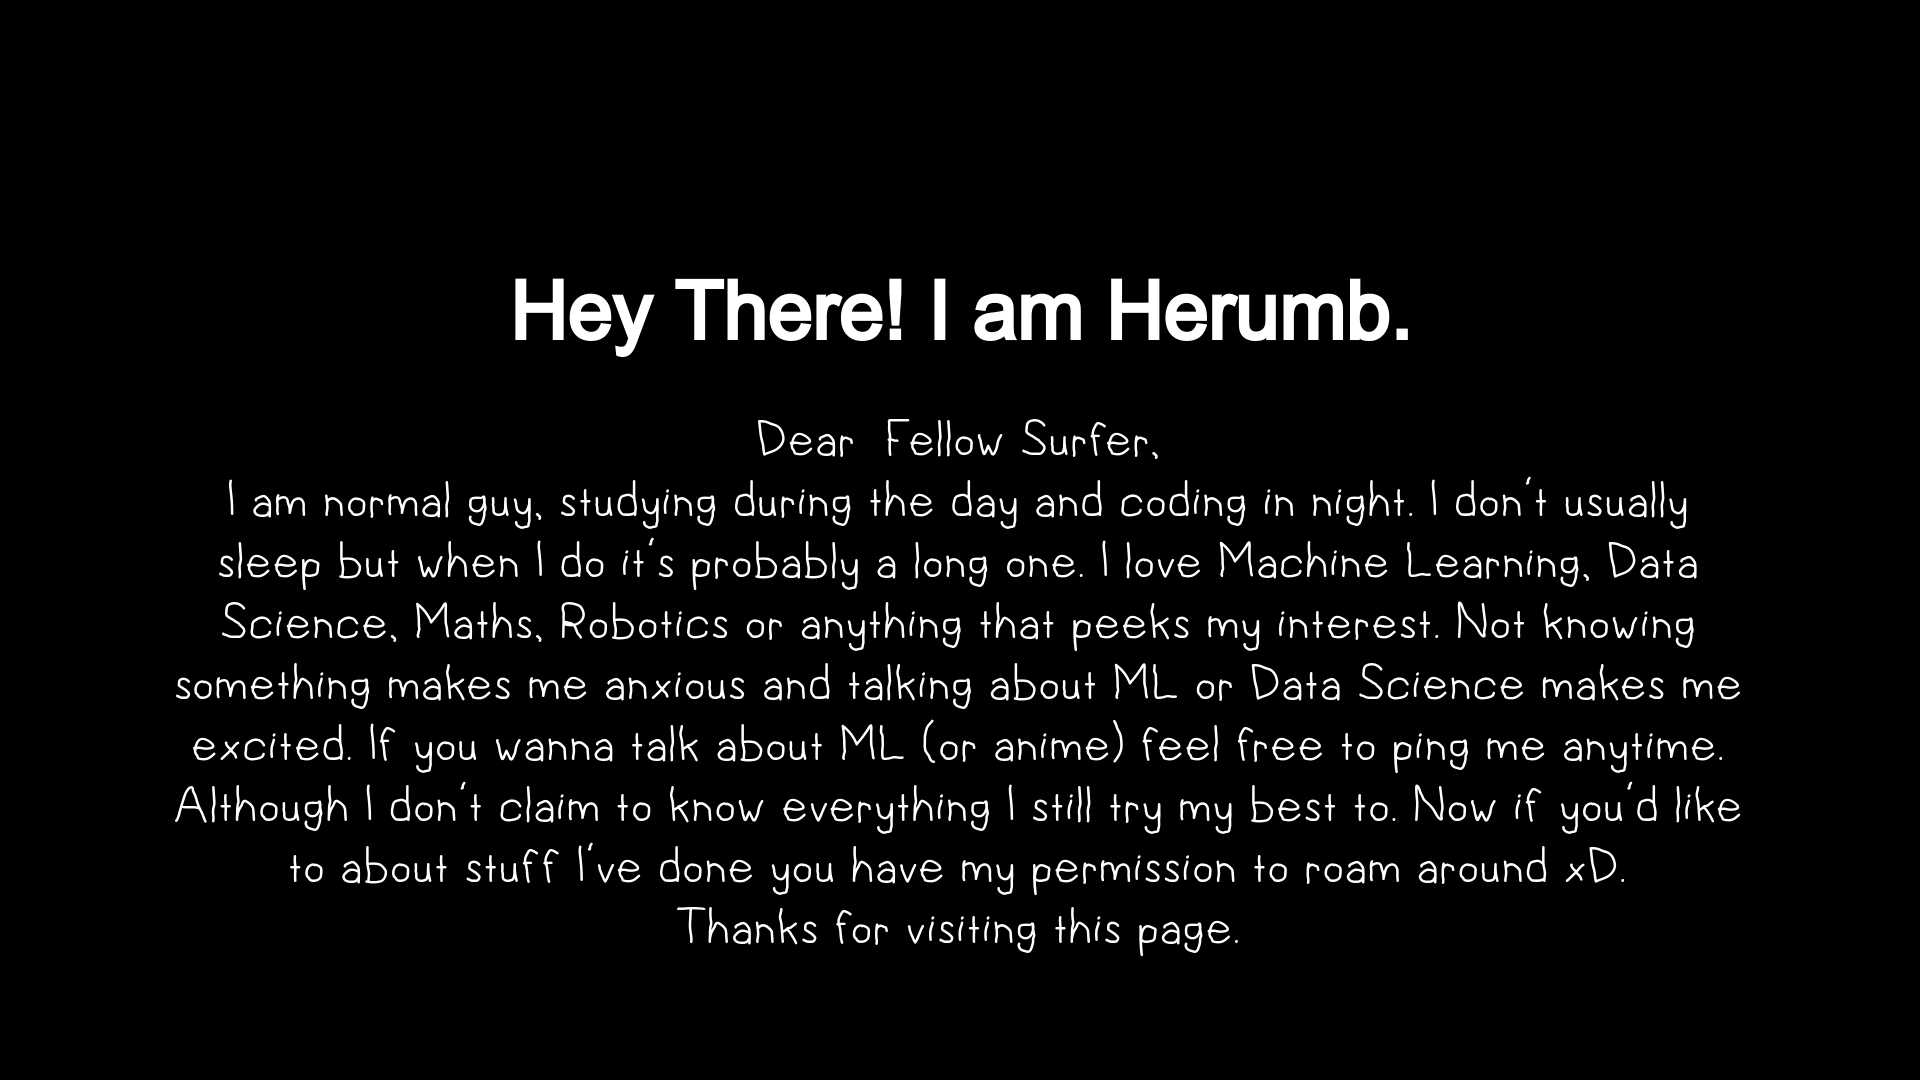 Hey There! I am Herumb.
Dear Fellow Surfer,
I am normal guy, studying during the day and coding in night. I don't usually
sleep but when I do it's probably a long one. I love Machine Learning, Data
Science, Maths, Robotics or anything that peeks my interest. Not knowing
something makes me anxious and talking about ML or Data Science makes me
excited. If you wanna talk about ML (or anime) feel free to ping me anytime.
Although I don't claim to know everything I still try my best to. Now if you'd like
to about stuff I've done you have my permission to roam around xD.
Thanks for visiting this page.